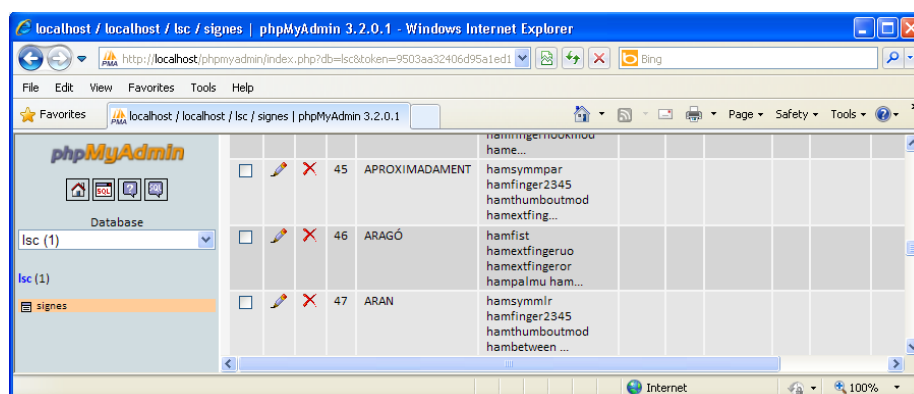 localhost / localhost / lsc / signes | phpMyAdmin 3.2.0.1 - Windows Internet Explorer
http://localhost/phpmyadmin/index.php?db=lsc&token=9503aa32406d95a1ed1
Bing
File Edit View Favorites Tools Help
Favorites localhost / localhost / lsc / signes | phpMyAdmin 3.2.0.1 Page Safety Tools
phpMyAdmin
SQL
Database
lsc (1)
lsc (1)
signes
hamfingerhookmod
hame...
45 APROXIMADAMENT hamsymmpar
hamfinger2345
hamthumboutmod
hamextfing...
46 ARAGÓ hamfist
hamextfingeruo
hamextfingeror
hampalmu ham...
47 ARAN hamsymmlr
hamfinger2345
hamthumboutmod
hambetween ...
Internet 100%